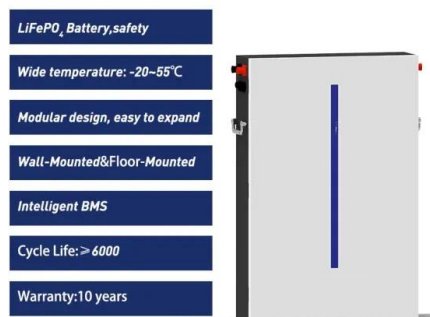 LiFePO₄ Battery,safety
Wide temperature: -20~55℃
Modular design, easy to expand
Wall-Mounted&Floor-Mounted
Intelligent BMS
Cycle Life:≥6000
Warranty:10 years